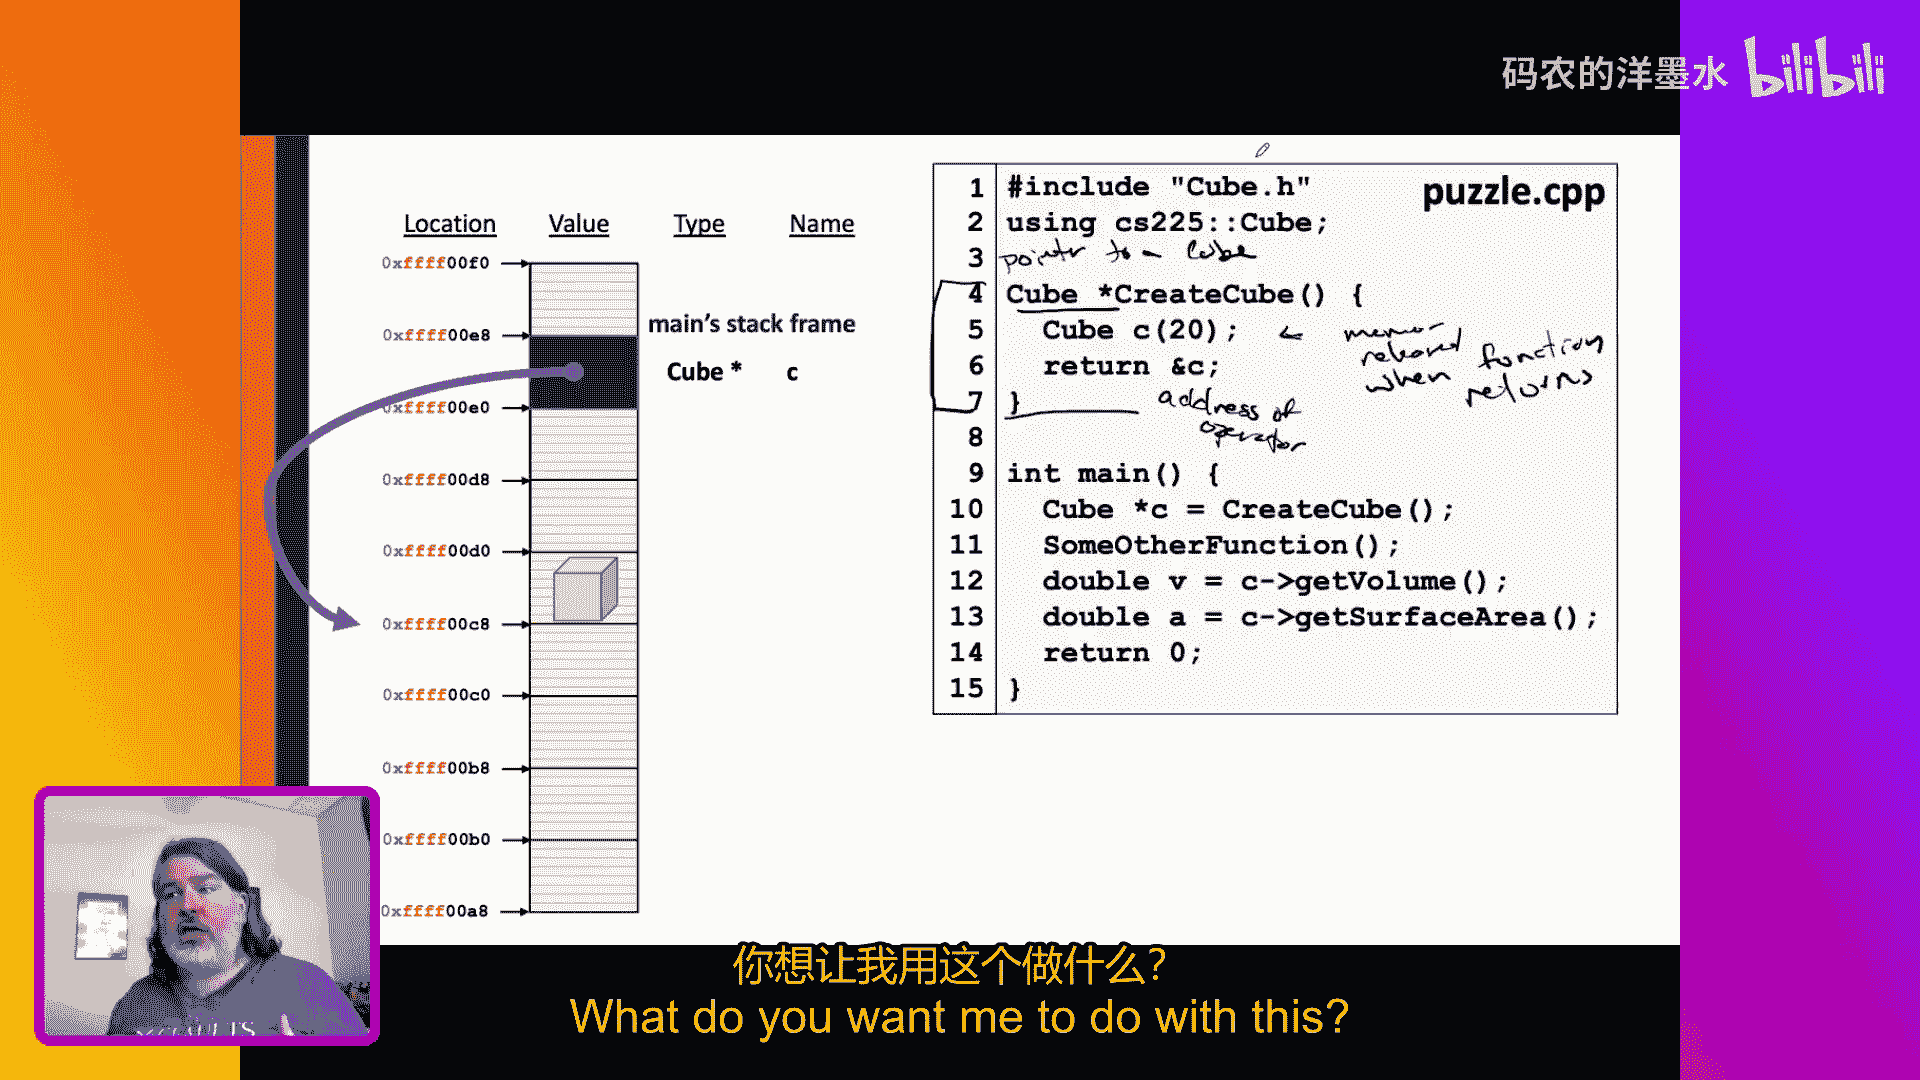 码农的洋墨水 bilibili
Location Value Type Name
0xffff00f0
main's stack frame
0xffff00e8
Cube * c
0xffff00e0
0xffff00d8
0xffff00d0
0xffff00c8
0xffff00c0
0xffff00b8
0xffff00b0
0xffff00a8
puzzle.cpp
1 #include "Cube.h"
2 using cs225::Cube;
3 pointr to a Cube
4 Cube *CreateCube() {
5 Cube c(20);
6 return &c;
7 }
released function
when returns
address of
operator
8
9 int main() {
10 Cube *c = CreateCube();
11 SomeOtherFunction();
12 double v = c->getVolume();
13 double a = c->getSurfaceArea();
14 return 0;
15 }
你想让我用这个做什么？
What do you want me to do with this?